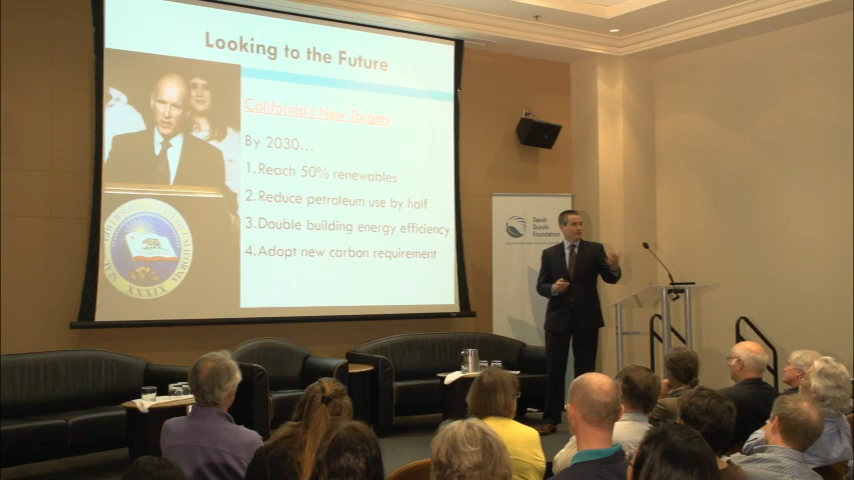 Looking to the Future
California's New Targets
By 2030...
1.Reach 50% renewables
2.Reduce petroleum use by half
3.Double building energy efficiency
4.Adopt new carbon requirement
XXXIX
David
Suzuki
Foundation